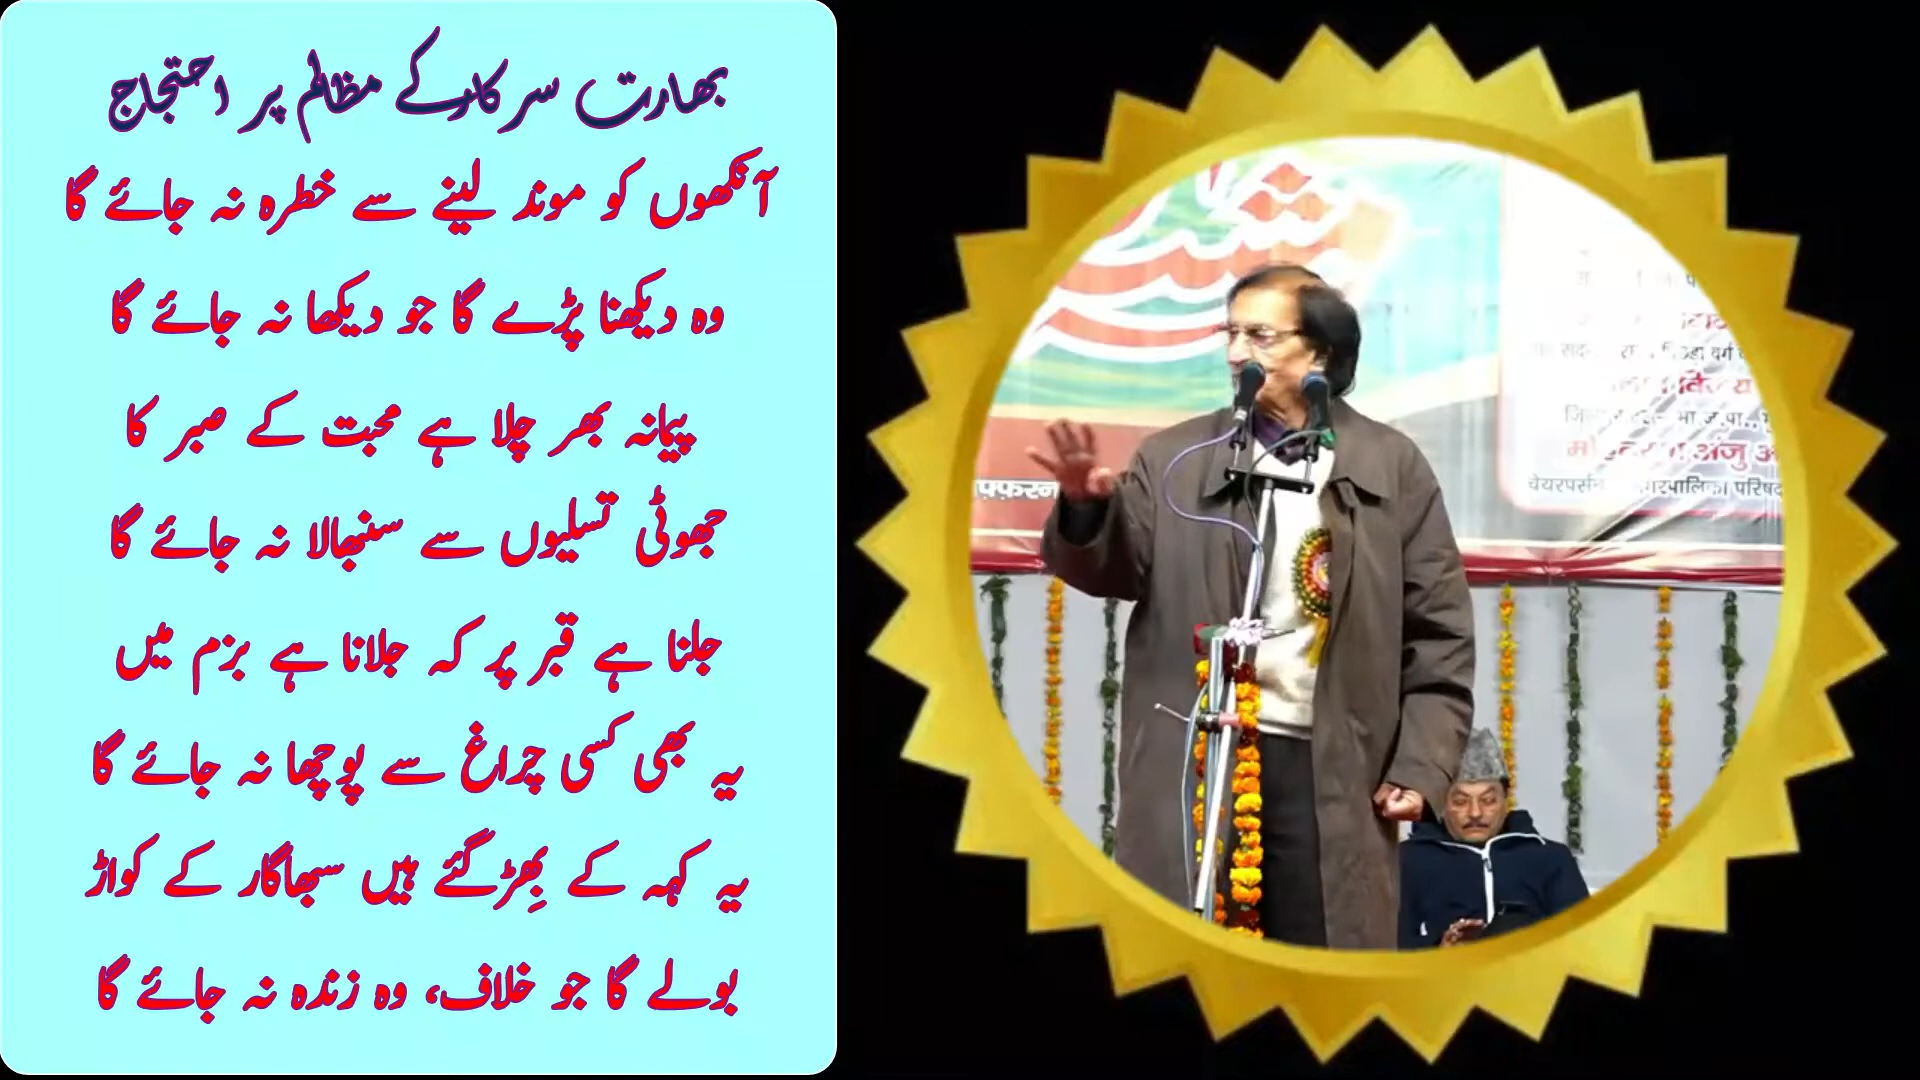 بھارت سرکار کے مظالم پر احتجاج
آنکھوں کو موند لینے سے خطرہ نہ جائے گا
وہ دیکھنا پڑے گا جو دیکھا نہ جائے گا
پیمانہ بھر چلا ہے محبت کے صبر کا
جھوٹی تسلیوں سے سنبھالا نہ جائے گا
جلنا ہے قبر پر کہ جلانا ہے بزم میں
یہ بھی کسی چراغ سے پوچھا نہ جائے گا
یہ کہہ کے بِھڑ گئے ہیں سبھاگار کے کواڑ
بولے گا جو خلاف، وہ زندہ نہ جائے گا
अंजु
परिषद